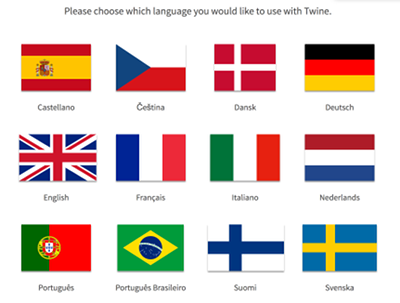 Please choose which language you would like to use with Twine.
Castellano Čeština Dansk Deutsch
English Français Italiano Nederlands
Português Português Brasileiro Suomi Svenska